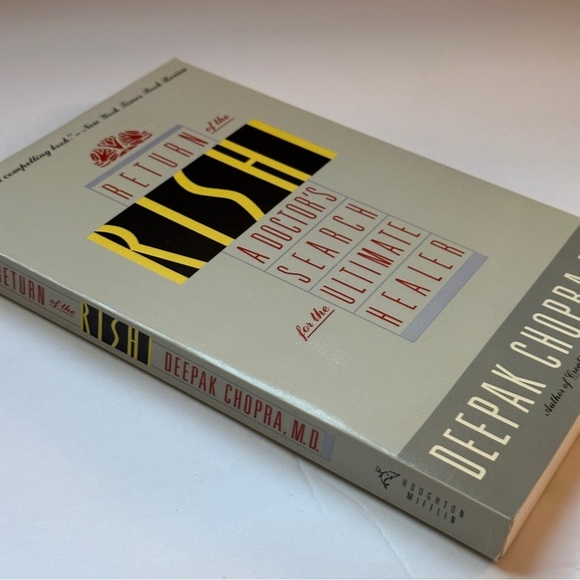 compelling book." — New York Times Book Review
RETURN of the
RISHI
A DOCTOR'S
SEARCH
for the ULTIMATE
HEALER
DEEPAK CHOPRA
Author of
RETURN of the RISHI DEEPAK CHOPRA, M.D. HOUGHTON
MIFFLIN